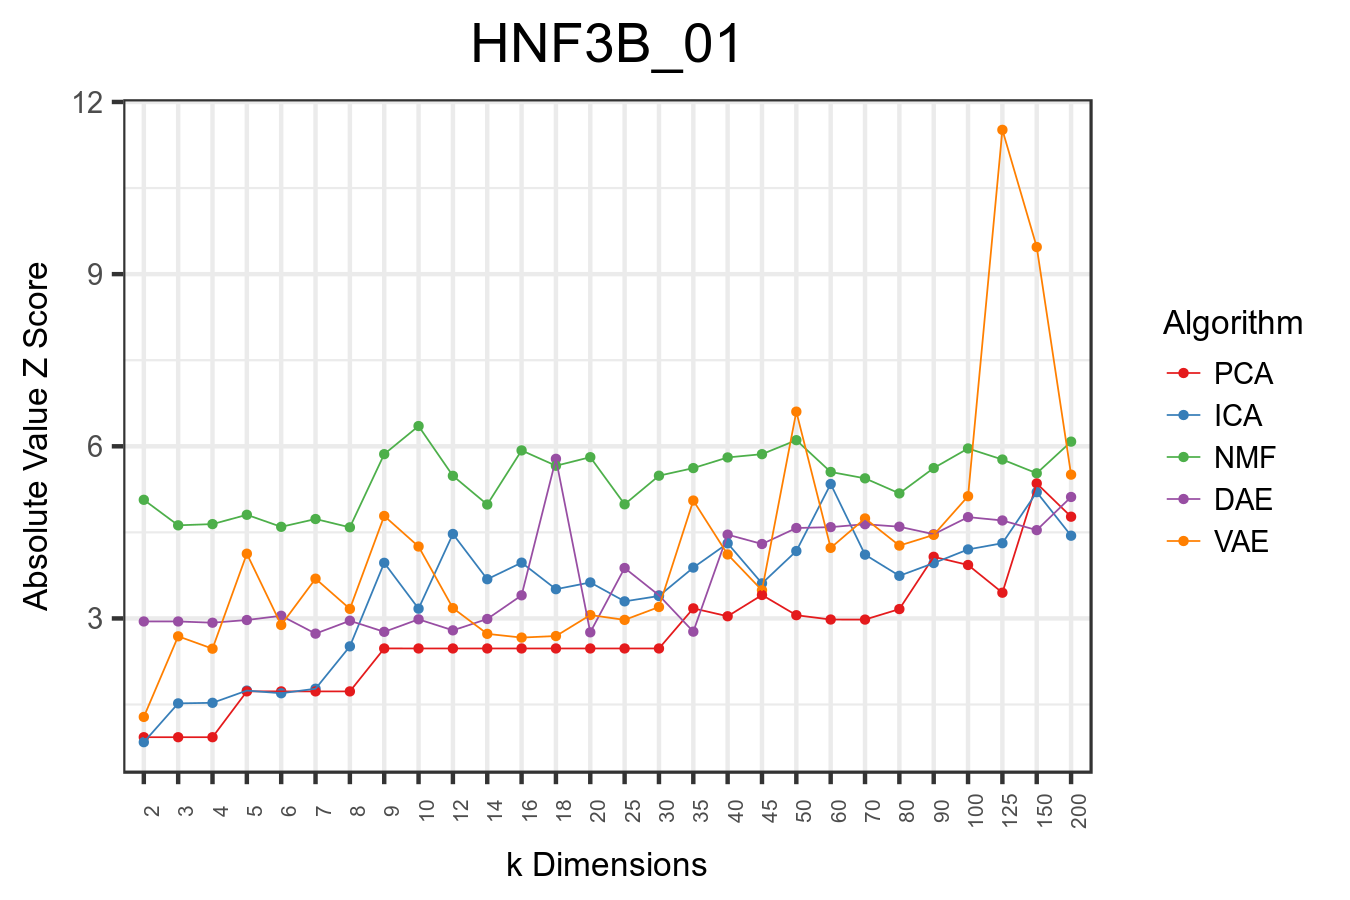 HNF3B_01
12
9
6
3
Absolute Value Z Score
2 3 4 5 6 7 8 9 10 12 14 16 18 20 25 30 35 40 45 50 60 70 80 90 100 125 150 200
k Dimensions
Algorithm
PCA
ICA
NMF
DAE
VAE